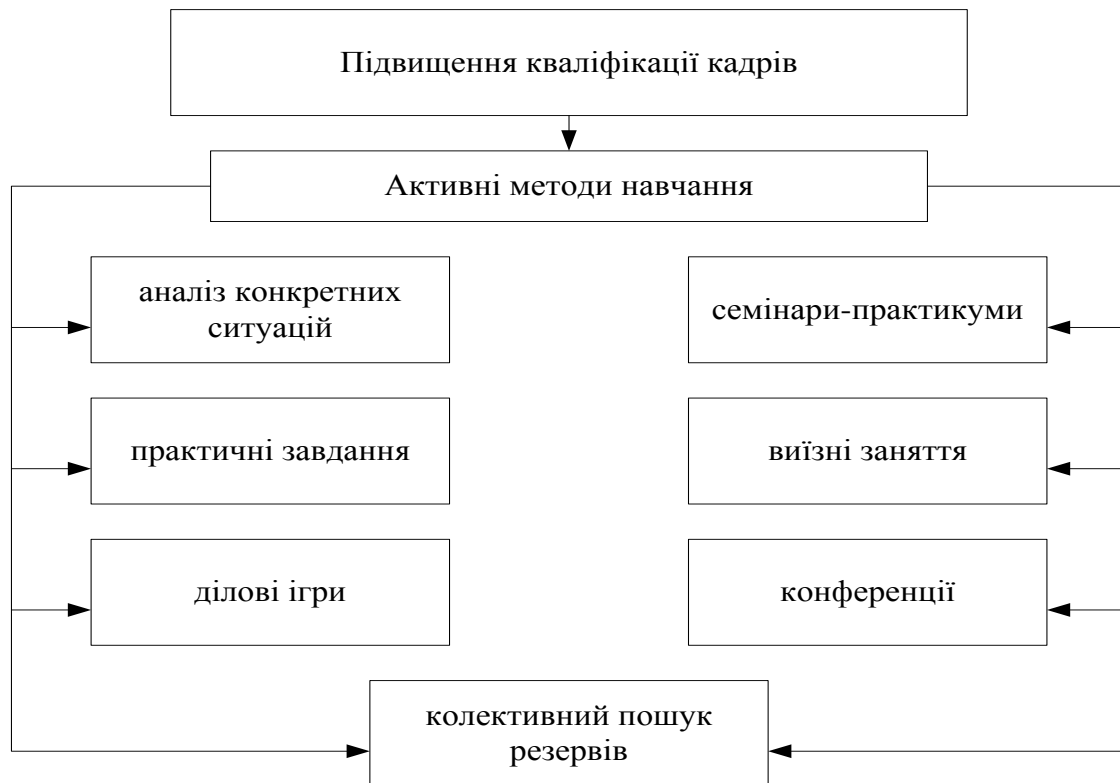 Підвищення кваліфікації кадрів
Активні методи навчання
аналіз конкретних
ситуацій
семінари-практикуми
практичні завдання
виїзні заняття
ділові ігри
конференції
колективний пошук
резервів